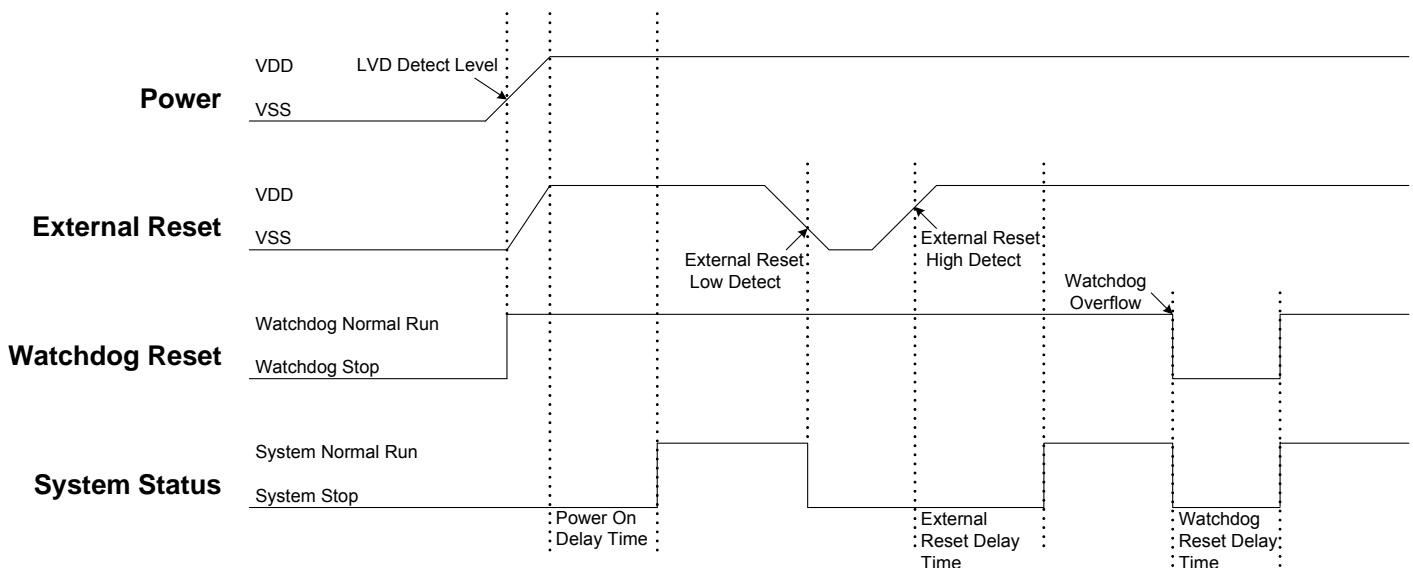 VDD
LVD Detect Level
Power
VSS
VDD
External Reset
VSS
External Reset
Low Detect
External Reset
High Detect
Watchdog
Overflow
Watchdog Normal Run
Watchdog Reset
Watchdog Stop
System Normal Run
System Status
System Stop
Power On
Delay Time
External
Reset Delay
Time
Watchdog
Reset Delay
Time